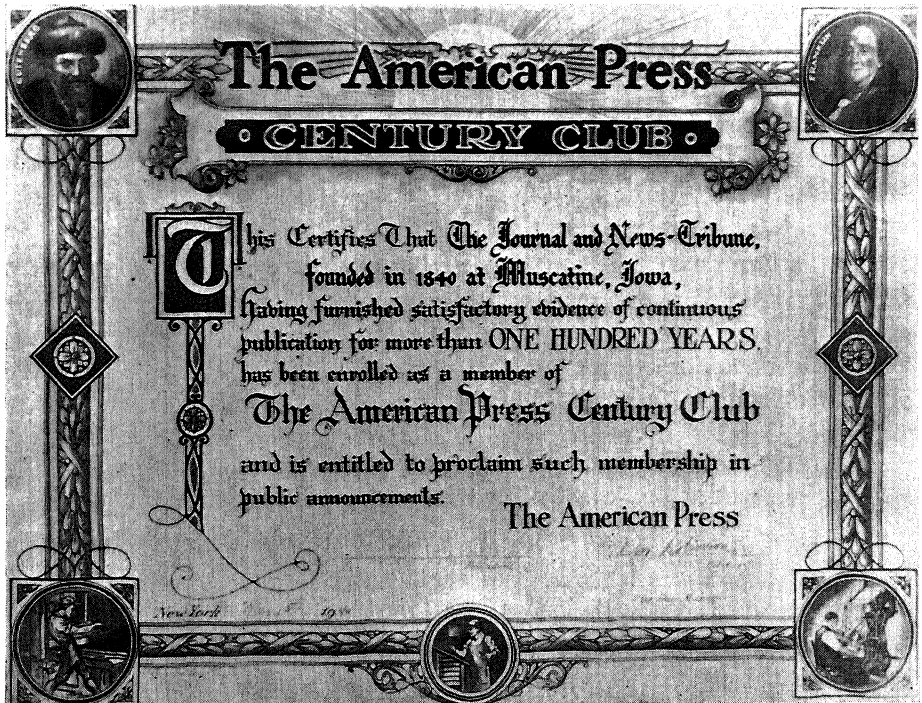 GUTENBERG
FRANKLIN
The American Press
CENTURY CLUB
This Certifies That The Journal and News-Tribune,
founded in 1840 at Muscatine, Iowa,
Having furnished satisfactory evidence of continuous
publication for more than ONE HUNDRED YEARS,
has been enrolled as a member of
The American Press Century Club
and is entitled to proclaim such membership in
public announcements.
The American Press
New York 19